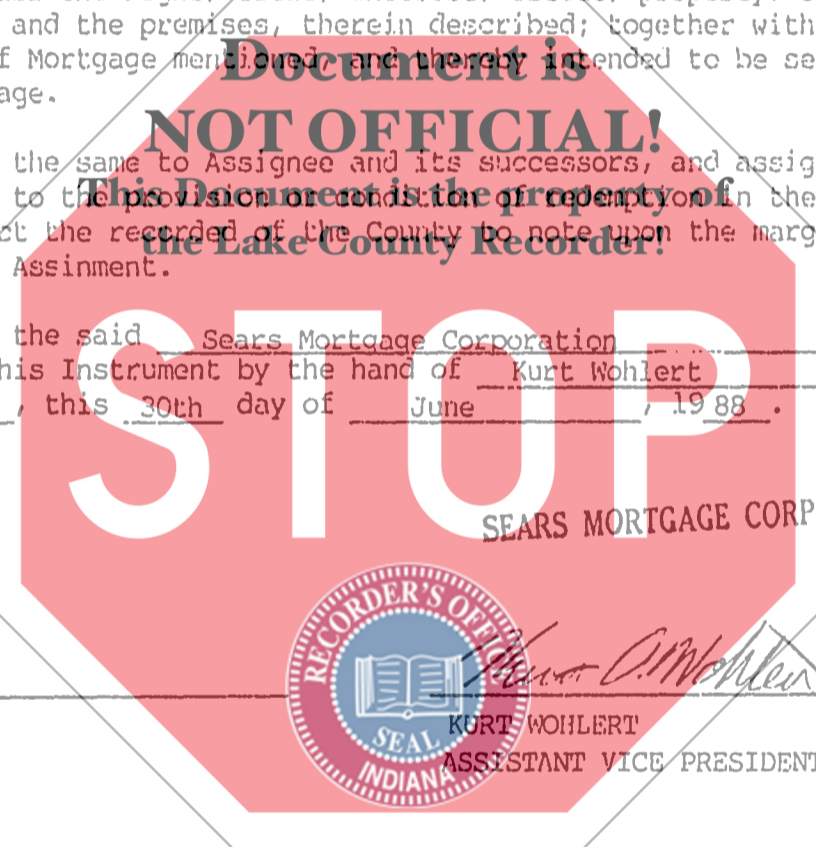 and the premises, therein described; together with
Mortgage mentioned, and thereby intended to be
age.
the same to Assignee and its successors, and assig
to the provision or condition of redemption in the
ct the recorded of the County to note upon the marg
Assinment.
the said Sears Mortgage Corporation
his Instrument by the hand of Kurt Wohlert
, this 30th day of June , 19 88 .
SEARS MORTGAGE CORP
KURT WOHLERT
ASSISTANT VICE PRESIDENT
Document is
NOT OFFICIAL!
This Document is the property of
the Lake County Recorder!
STOP
RECORDER'S OFFICE
SEAL
INDIANA